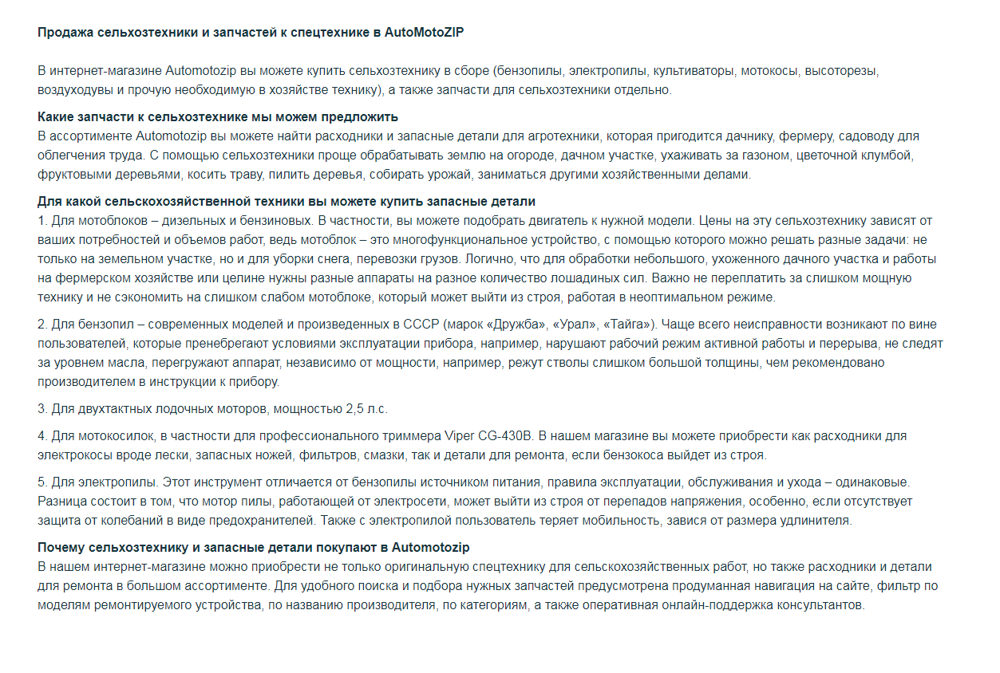 Продажа сельхозтехники и запчастей к спецтехнике в AutoMotoZIP
В интернет-магазине Automotozip вы можете купить сельхозтехнику в сборе (бензопилы, электропилы, культиваторы, мотокосы, высоторезы,
воздуходувы и прочую необходимую в хозяйстве технику), а также запчасти для сельхозтехники отдельно.
Какие запчасти к сельхозтехнике мы можем предложить
В ассортименте Automotozip вы можете найти расходники и запасные детали для агротехники, которая пригодится дачнику, фермеру, садоводу для
облегчения труда. С помощью сельхозтехники проще обрабатывать землю на огороде, дачном участке, ухаживать за газоном, цветочной клумбой,
фруктовыми деревьями, косить траву, пилить деревья, собирать урожай, заниматься другими хозяйственными делами.
Для какой сельскохозяйственной техники вы можете купить запасные детали
1. Для мотоблоков – дизельных и бензиновых. В частности, вы можете подобрать двигатель к нужной модели. Цены на эту сельхозтехнику зависят от
ваших потребностей и объемов работ, ведь мотоблок – это многофункциональное устройство, с помощью которого можно решать разные задачи: не
только на земельном участке, но и для уборки снега, перевозки грузов. Логично, что для обработки небольшого, ухоженного дачного участка и работы
на фермерском хозяйстве или целине нужны разные аппараты на разное количество лошадиных сил. Важно не переплатить за слишком мощную
технику и не сэкономить на слишком слабом мотоблоке, который может выйти из строя, работая в неоптимальном режиме.
2. Для бензопил – современных моделей и произведенных в СССР (марок «Дружба», «Урал», «Тайга»). Чаще всего неисправности возникают по вине
пользователей, которые пренебрегают условиями эксплуатации прибора, например, нарушают рабочий режим активной работы и перерыва, не следят
за уровнем масла, перегружают аппарат, независимо от мощности, например, режут стволы слишком большой толщины, чем рекомендовано
производителем в инструкции к прибору.
3. Для двухтактных лодочных моторов, мощностью 2,5 л.с.
4. Для мотокосилок, в частности для профессионального триммера Viper CG-430B. В нашем магазине вы можете приобрести как расходники для
электрокосы вроде лески, запасных ножей, фильтров, смазки, так и детали для ремонта, если бензокоса выйдет из строя.
5. Для электропилы. Этот инструмент отличается от бензопилы источником питания, правила эксплуатации, обслуживания и ухода – одинаковые.
Разница состоит в том, что мотор пилы, работающей от электросети, может выйти из строя от перепадов напряжения, особенно, если отсутствует
защита от колебаний в виде предохранителей. Также с электропилой пользователь теряет мобильность, завися от размера удлинителя.
Почему сельхозтехнику и запасные детали покупают в Automotozip
В нашем интернет-магазине можно приобрести не только оригинальную спецтехнику для сельскохозяйственных работ, но также расходники и детали
для ремонта в большом ассортименте. Для удобного поиска и подбора нужных запчастей предусмотрена продуманная навигация на сайте, фильтр по
моделям ремонтируемого устройства, по названию производителя, по категориям, а также оперативная онлайн-поддержка консультантов.